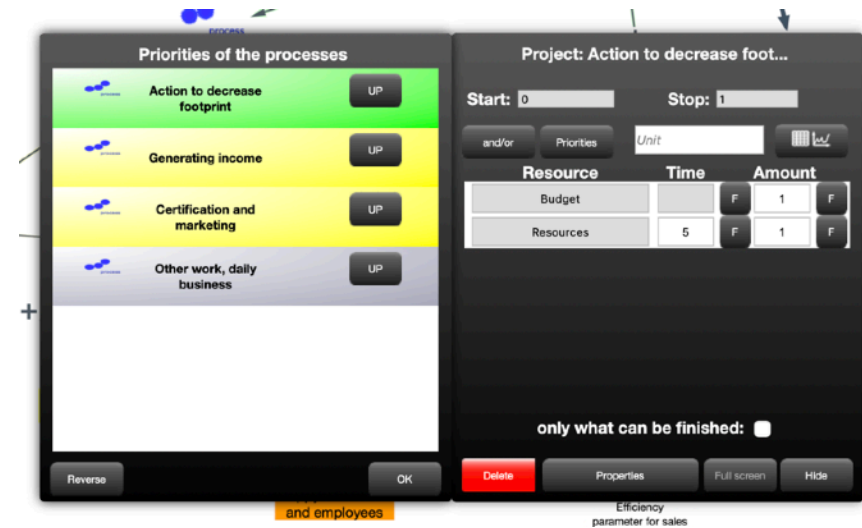 process
Priorities of the processes
Action to decrease
footprint
UP
Generating income
UP
Certification and
marketing
UP
Other work, daily
business
UP
Reverse
OK
Project: Action to decrease foot...
Start: 0 Stop: 1
and/or Priorities Unit
Resource Time Amount
Budget F 1 F
Resources 5 F 1 F
only what can be finished:
Delete Properties Full screen Hide
+
and employees
Efficiency
parameter for sales